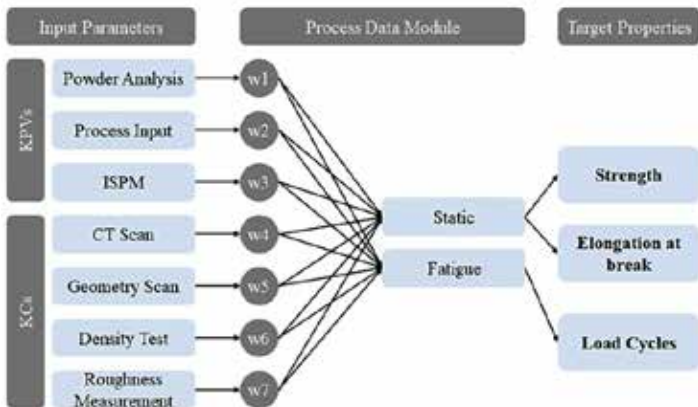 Input Parameters
Process Data Module
Target Properties
KPVs
Powder Analysis
w1
Process Input
w2
ISPM
w3
KCs
CT Scan
w4
Geometry Scan
w5
Density Test
w6
Roughness
Measurement
w7
Static
Fatigue
Strength
Elongation at
break
Load Cycles